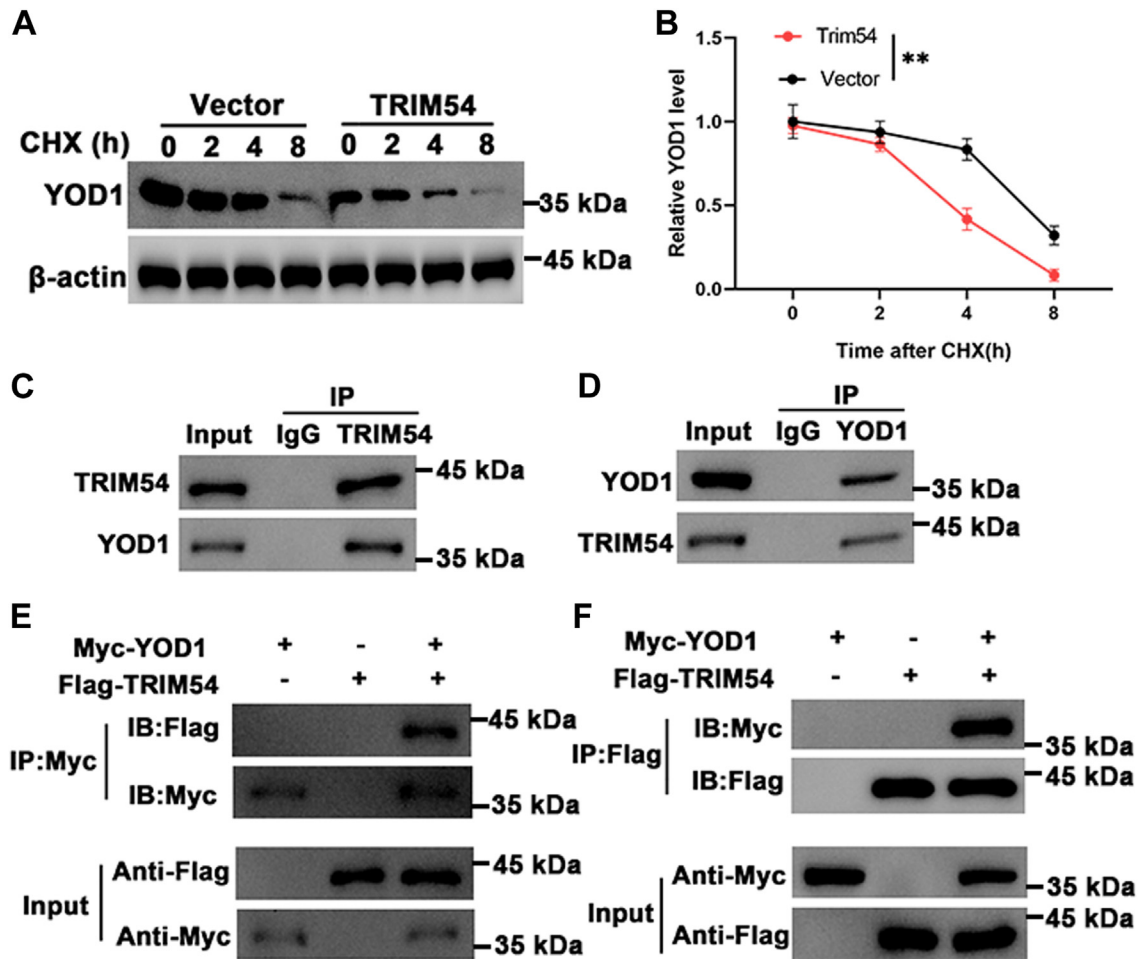 A
Vector TRIM54
CHX (h) 0 2 4 8 0 2 4 8
YOD1
35 kDa
β-actin
45 kDa
B
Relative YOD1 level
1.5
1.0
0.5
0.0
Trim54
Vector
**
0 2 4 8
Time after CHX(h)
C
IP
Input IgG TRIM54
TRIM54
45 kDa
YOD1
35 kDa
D
IP
Input IgG YOD1
YOD1
35 kDa
TRIM54
45 kDa
E
Myc-YOD1 + - +
Flag-TRIM54 - + +
IP:Myc
IB:Flag
45 kDa
IB:Myc
35 kDa
Input
Anti-Flag
45 kDa
Anti-Myc
35 kDa
F
Myc-YOD1 + - +
Flag-TRIM54 - + +
IP:Flag
IB:Myc
35 kDa
IB:Flag
45 kDa
Input
Anti-Myc
35 kDa
Anti-Flag
45 kDa